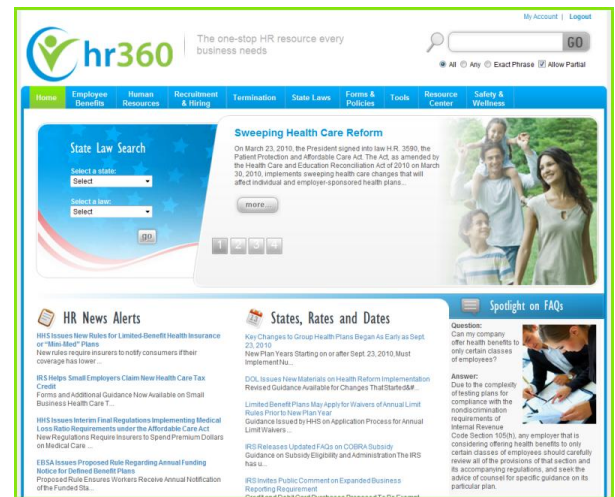 My Account | Logout
hr360
The one-stop HR resource every
business needs
GO
All Any Exact Phrase Allow Partial
Home
Employee
Benefits
Human
Resources
Recruitment
& Hiring
Termination
State Laws
Forms &
Policies
Tools
Resource
Center
Safety &
Wellness
State Law Search
Select a state:
Select
Select a law:
Select
go
Sweeping Health Care Reform
On March 23, 2010, the President signed into law H.R. 3590, the
Patient Protection and Affordable Care Act. The Act, as amended by
the Health Care and Education Reconciliation Act of 2010 on March
30, 2010, implements sweeping health care changes that will
affect individual and employer-sponsored health plans...
more...
1 2 3 4
HR News Alerts
HHS Issues New Rules for Limited-Benefit Health Insurance
or "Mini-Med" Plans
New rules require insurers to notify consumers if their
coverage has lower...
IRS Helps Small Employers Claim New Health Care Tax
Credit
Forms and Additional Guidance Now Available on Small
Business Health Care T...
HHS Issues Interim Final Regulations Implementing Medical
Loss Ratio Requirements under the Affordable Care Act
New Regulations Require Insurers to Spend Premium Dollars
on Medical Care ...
EBSA Issues Proposed Rule Regarding Annual Funding
Notice for Defined Benefit Plans
Proposed Rule Ensures Workers Receive Annual Notification
of the Funded Sta...
States, Rates and Dates
Key Changes to Group Health Plans Began As Early as Sept.
23, 2010
New Plan Years Starting on or after Sept. 23, 2010, Must
Implement Nu...
DOL Issues New Materials on Health Reform Implementation
Revised Guidance Available for Changes That Started&#...
Limited Benefit Plans May Apply for Waivers of Annual Limit
Rules Prior to New Plan Year
Guidance Issued by HHS on Application Process for Annual
Limit Waivers...
IRS Releases Updated FAQs on COBRA Subsidy
Guidance on Subsidy Eligibility and Administration The IRS
has u...
IRS Invites Public Comment on Expanded Business
Reporting Requirement
Spotlight on FAQs
Question:
Can my company
offer health benefits to
only certain classes
of employees?
Answer:
Due to the complexity
of testing plans for
compliance with the
nondiscrimination
requirements of
Internal Revenue
Code Section 105(h), any employer that is
considering offering health benefits to only
certain classes of employees should carefully
review all of the provisions of that section and
its accompanying regulations, and seek the
advice of counsel for specific guidance on its
particular plan.